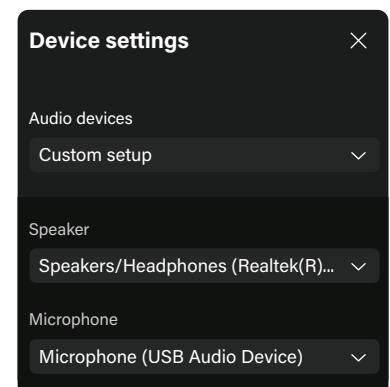 Device settings
Audio devices
Custom setup
Speaker
Speakers/Headphones (Realtek(R)...
Microphone
Microphone (USB Audio Device)